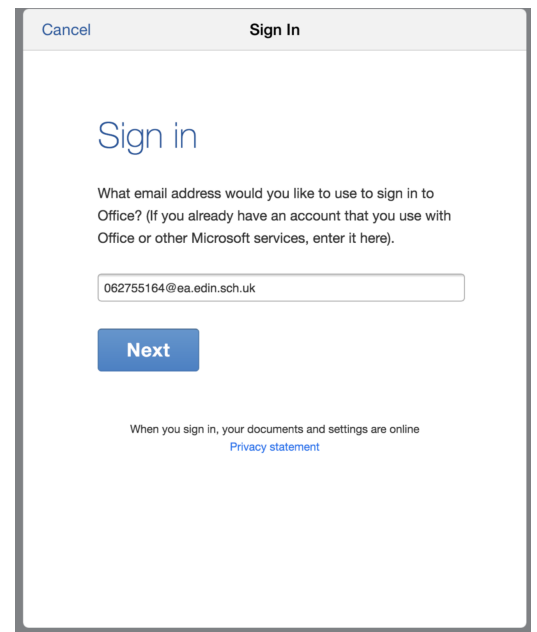 Cancel
Sign In
Sign in
What email address would you like to use to sign in to
Office? (If you already have an account that you use with
Office or other Microsoft services, enter it here).
062755164@ea.edin.sch.uk
Next
When you sign in, your documents and settings are online
Privacy statement